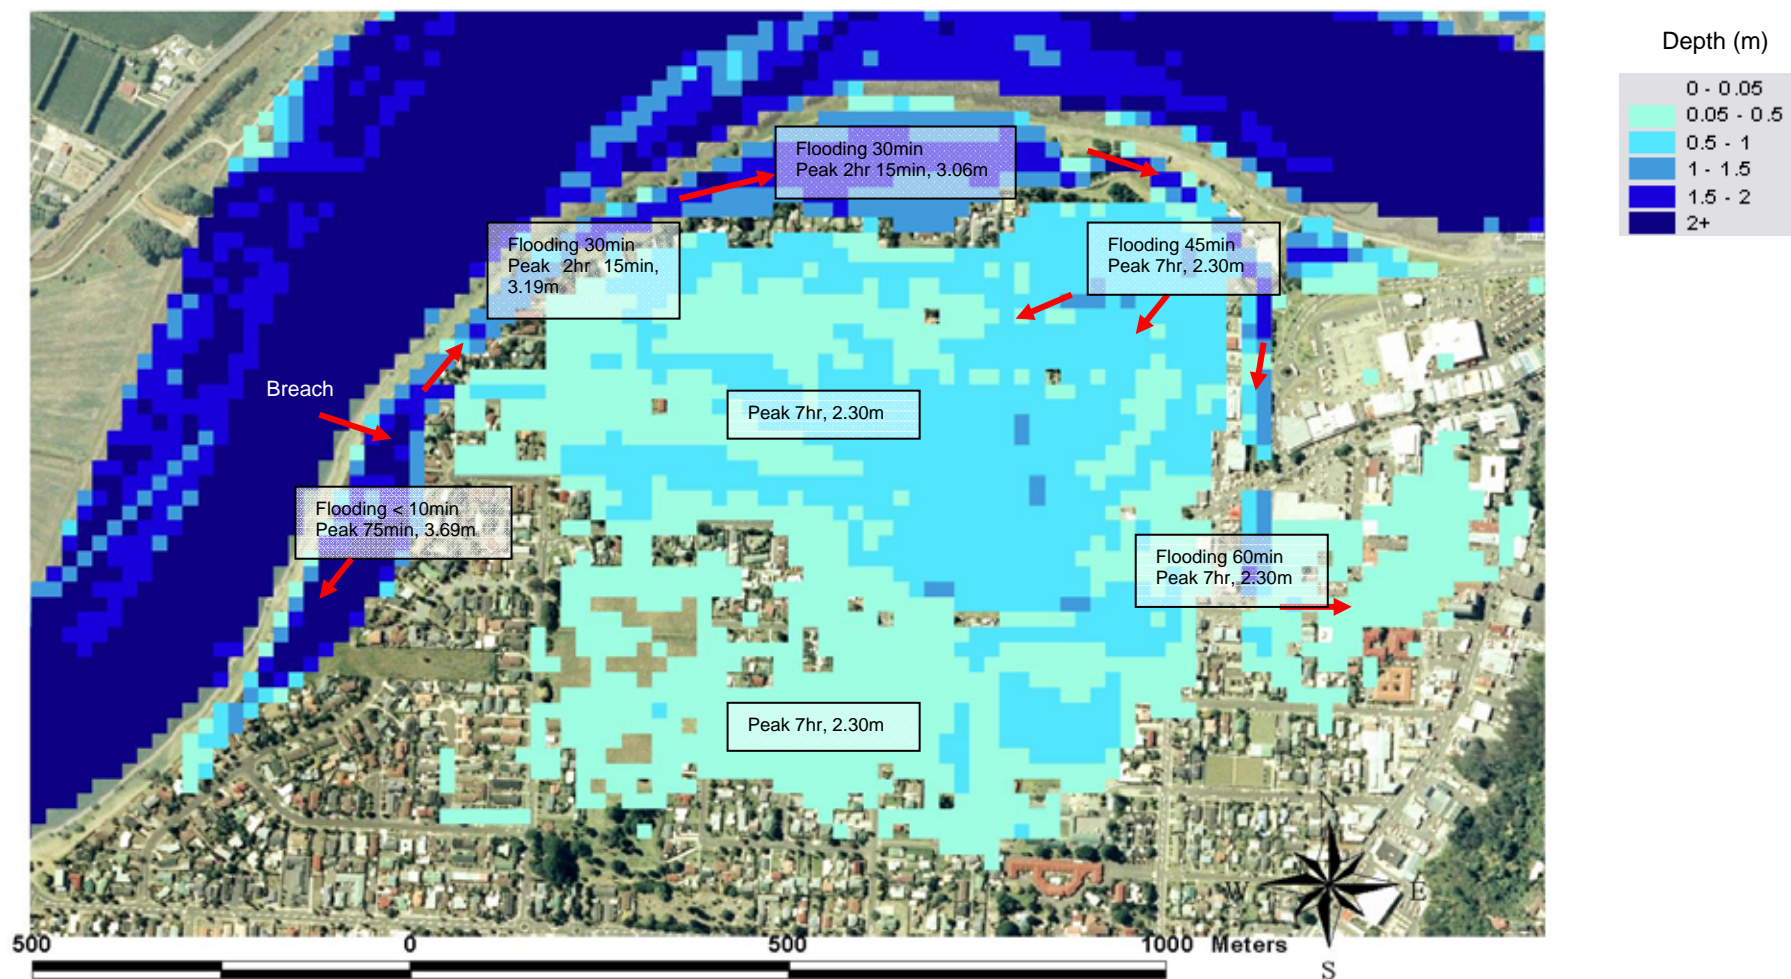 Depth (m)
0 - 0.05
0.05 - 0.5
0.5 - 1
1 - 1.5
1.5 - 2
2+
Flooding 30min
Peak 2hr 15min, 3.06m
Flooding 30min
Peak 2hr 15min,
3.19m
Flooding 45min
Peak 7hr, 2.30m
Breach
Peak 7hr, 2.30m
Flooding < 10min
Peak 75min, 3.69m
Flooding 60min
Peak 7hr, 2.30m
Peak 7hr, 2.30m
N
W E
S
500 0 500 1000 Meters